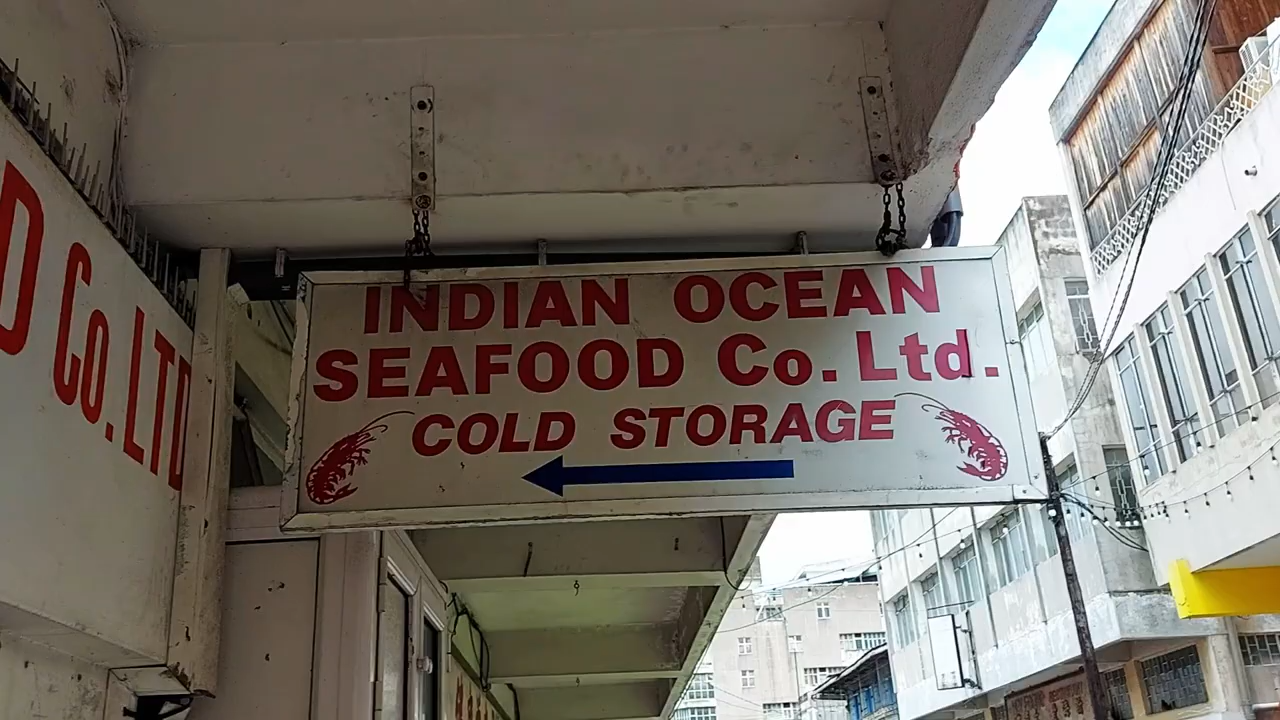 D Co. LTD
INDIAN OCEAN
SEAFOOD Co. Ltd.
COLD STORAGE